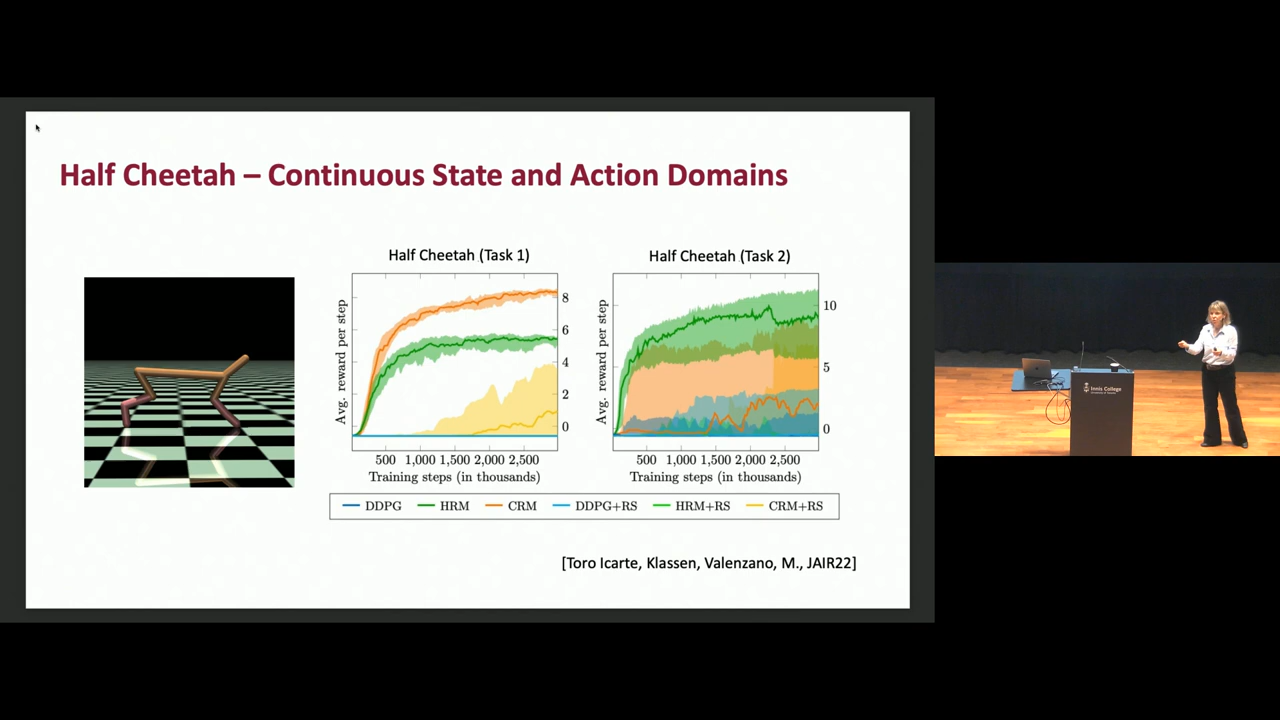 Half Cheetah – Continuous State and Action Domains
Half Cheetah (Task 1)
Avg. reward per step
8
6
4
2
0
500 1,000 1,500 2,000 2,500
Training steps (in thousands)
Half Cheetah (Task 2)
Avg. reward per step
10
5
0
500 1,000 1,500 2,000 2,500
Training steps (in thousands)
DDPG HRM CRM DDPG+RS HRM+RS CRM+RS
[Toro Icarte, Klassen, Valenzano, M., JAIR22]
Innis College